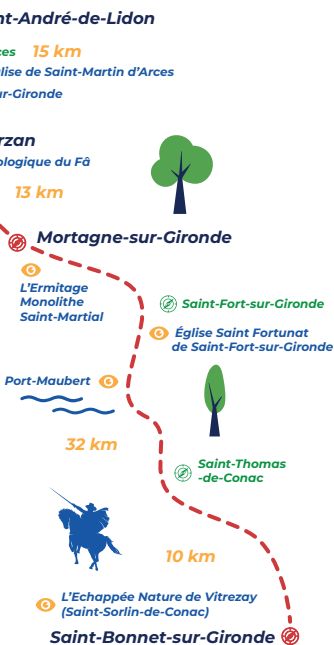 nt-André-de-Lidon
ces 15 km
lise de Saint-Martin d'Arces
ur-Gironde
rzan
ologique du Fâ
13 km
Mortagne-sur-Gironde
L'Ermitage
Monolithe
Saint-Martial
Saint-Fort-sur-Gironde
Église Saint Fortunat
de Saint-Fort-sur-Gironde
Port-Maubert
32 km
Saint-Thomas
-de-Conac
10 km
L'Echappée Nature de Vitrezay
(Saint-Sorlin-de-Conac)
Saint-Bonnet-sur-Gironde